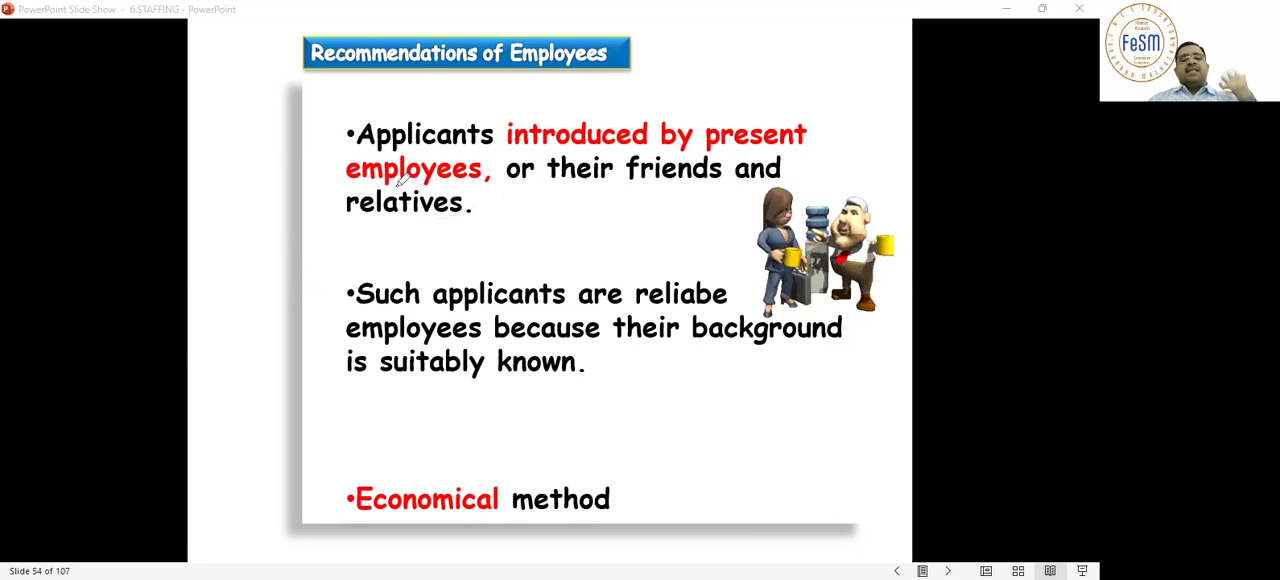 PowerPoint Slide Show - 6.STAFFING - PowerPoint
FeSM
Recommendations of Employees
•Applicants introduced by present
employees, or their friends and
relatives.
•Such applicants are reliabe
employees because their background
is suitably known.
•Economical method
Slide 54 of 107